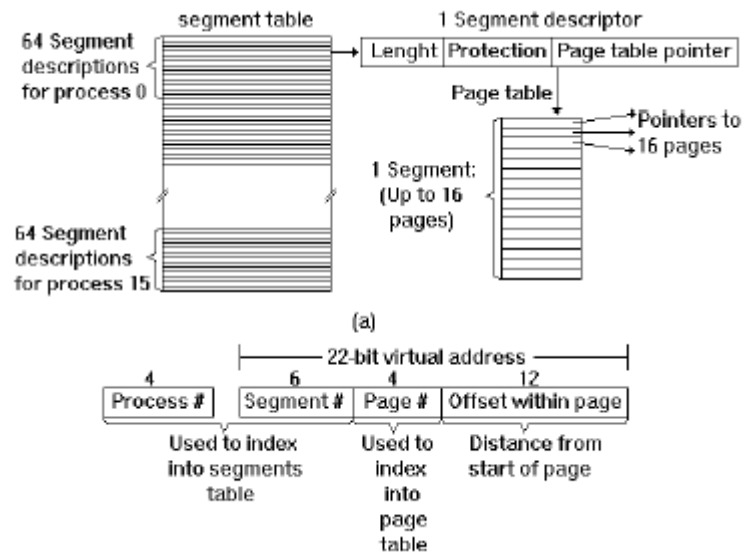 segment table
1 Segment descriptor
64 Segment
descriptions
for process 0
Lenght Protection Page table pointer
Page table
Pointers to
16 pages
1 Segment:
(Up to 16
pages)
64 Segment
descriptions
for process 15
(a)
22-bit virtual address
4 6 4 12
Process # Segment # Page # Offset within page
Used to index
into segments
table
Used to
index
into
page
table
Distance from
start of page